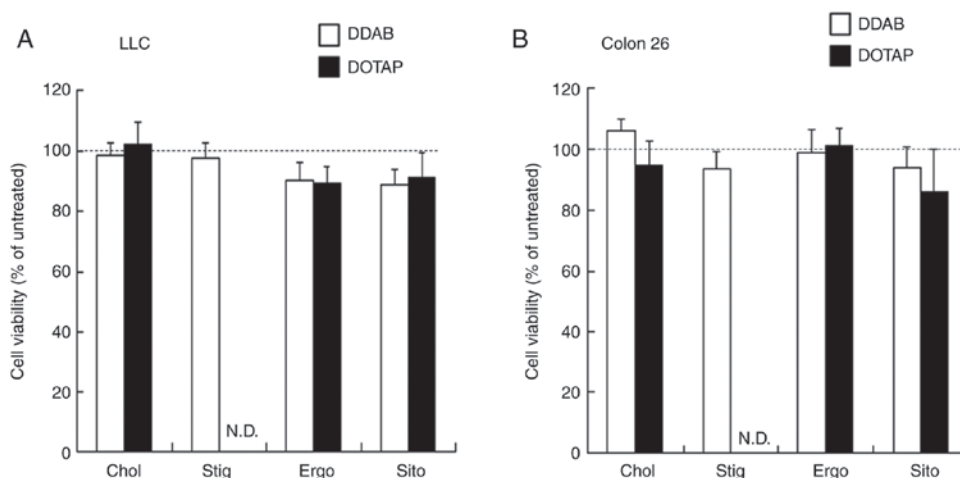 A
LLC
DDAB
DOTAP
Cell viability (% of untreated)
120
100
80
60
40
20
0
N.D.
Chol
Stig
Ergo
Sito
B
Colon 26
DDAB
DOTAP
Cell viability (% of untreated)
120
100
80
60
40
20
0
N.D.
Chol
Stig
Ergo
Sito